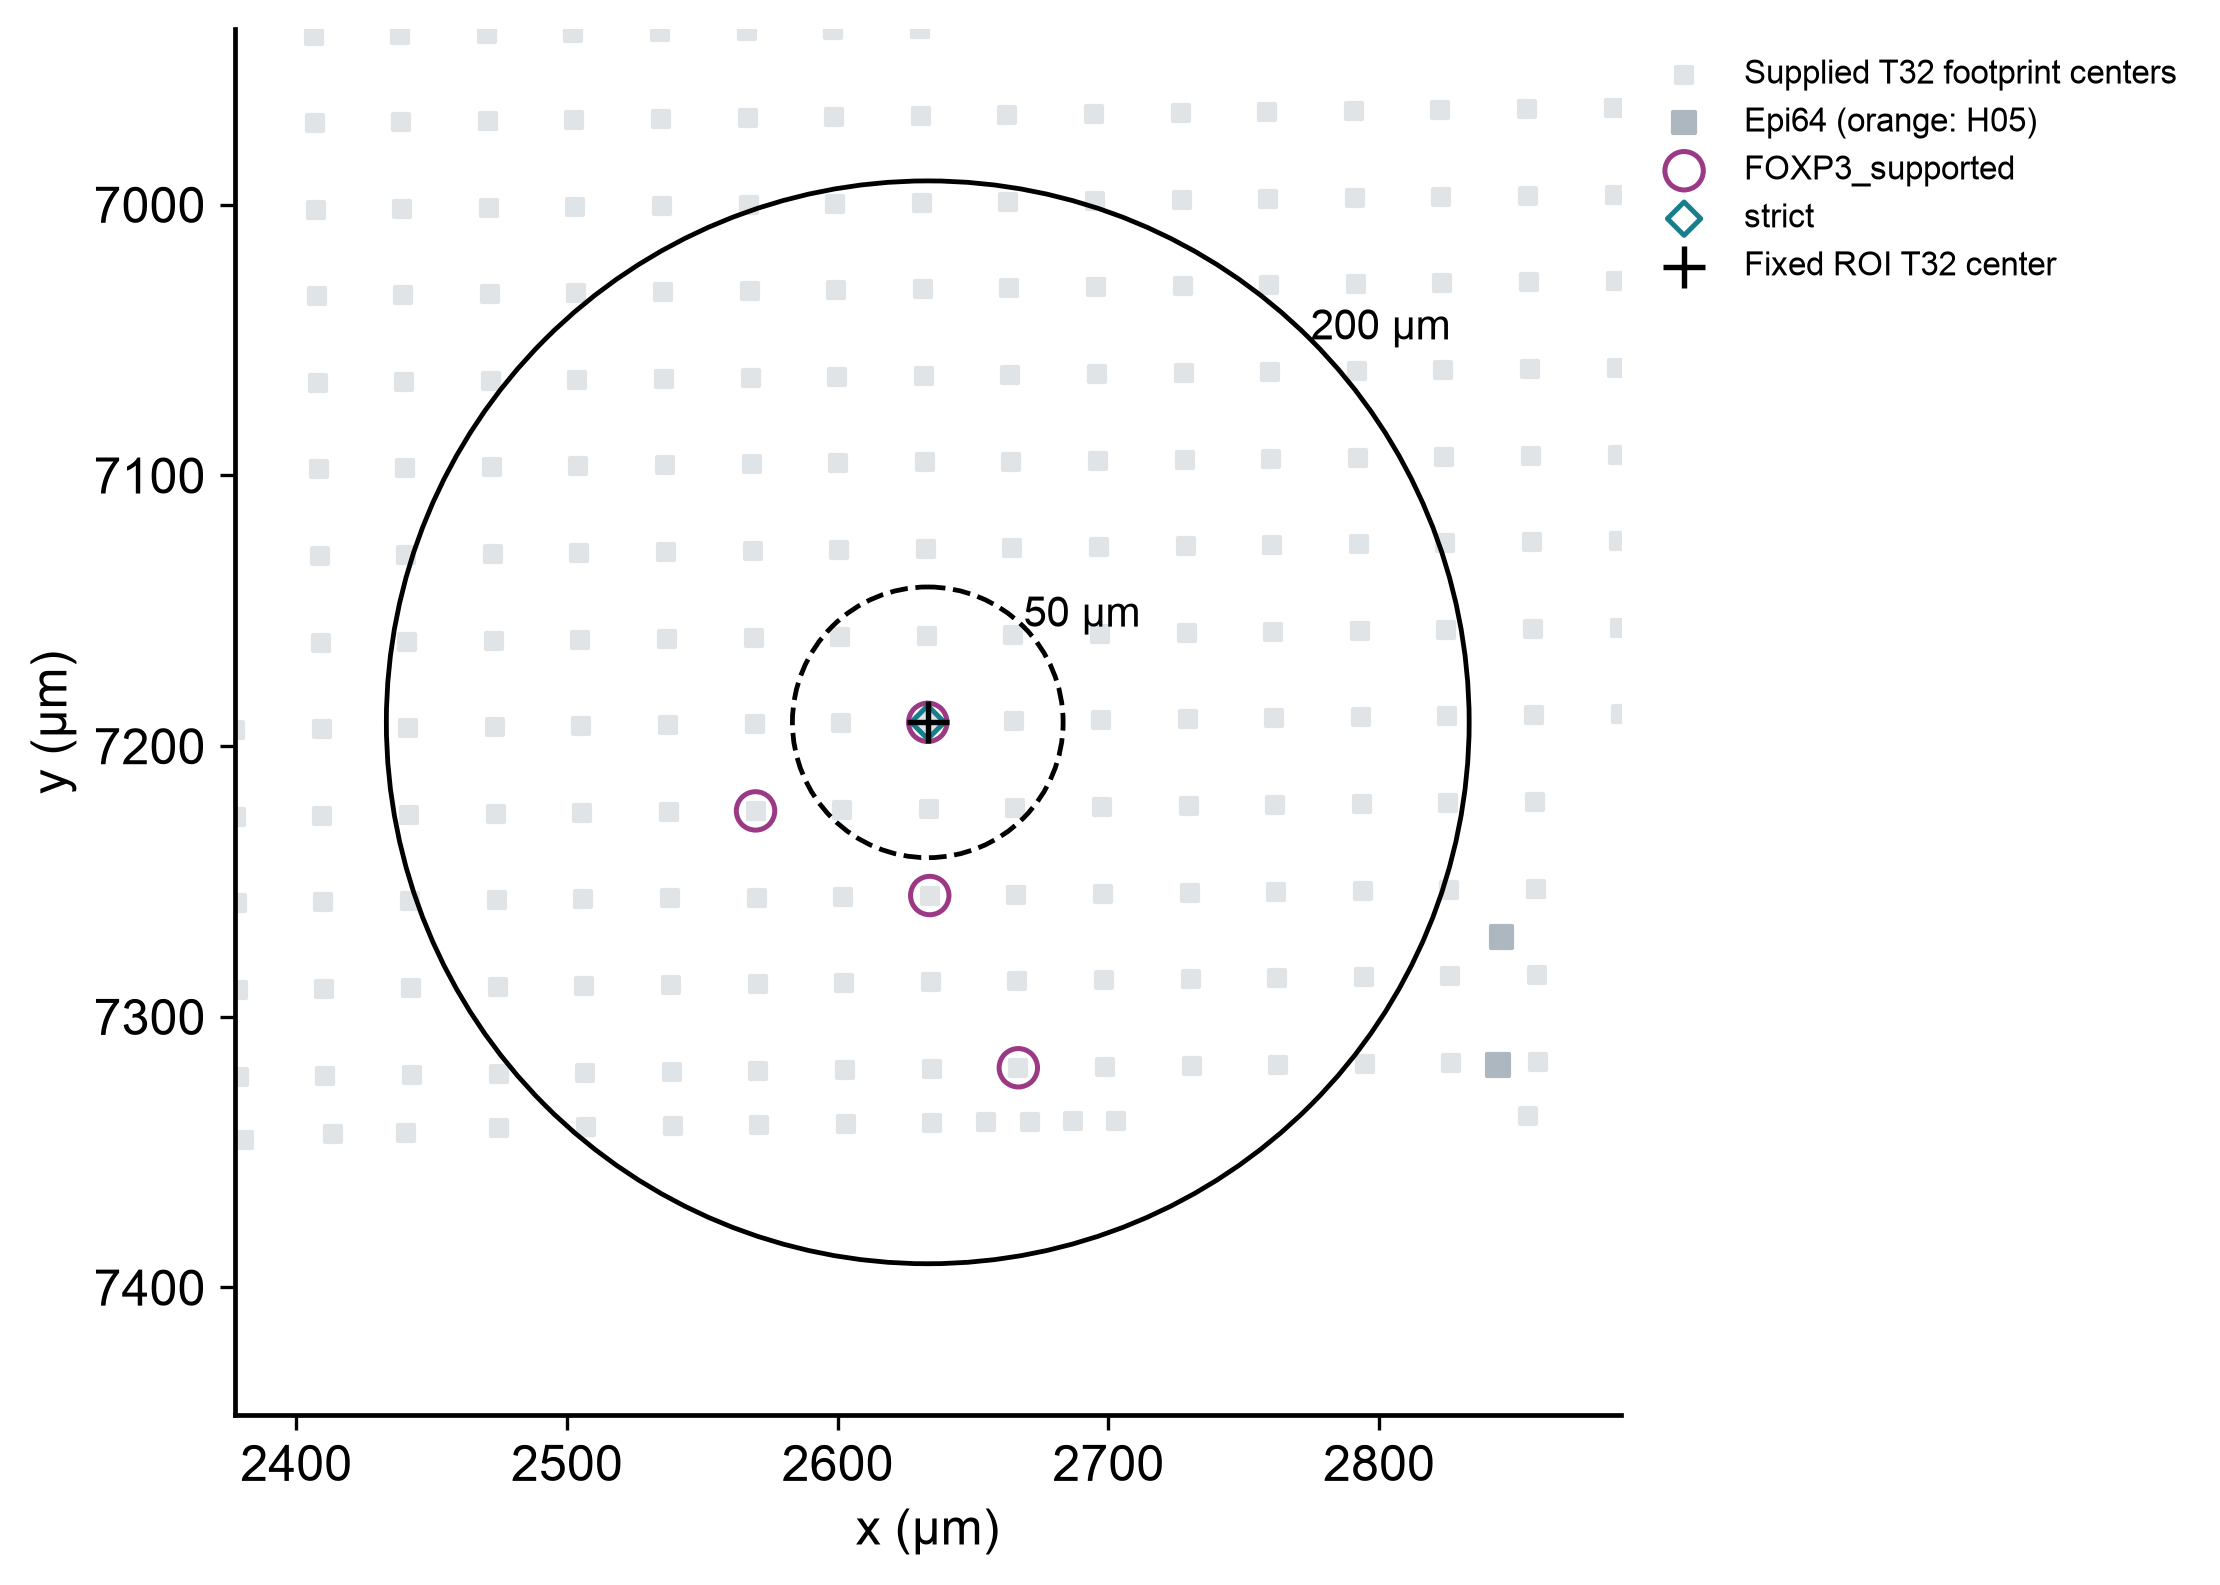 Supplied T32 footprint centers
Epi64 (orange: H05)
FOXP3_supported
strict
Fixed ROI T32 center
7000
200 µm
7100
50 µm
y (µm)
7200
7300
7400
2400 2500 2600 2700 2800
x (µm)